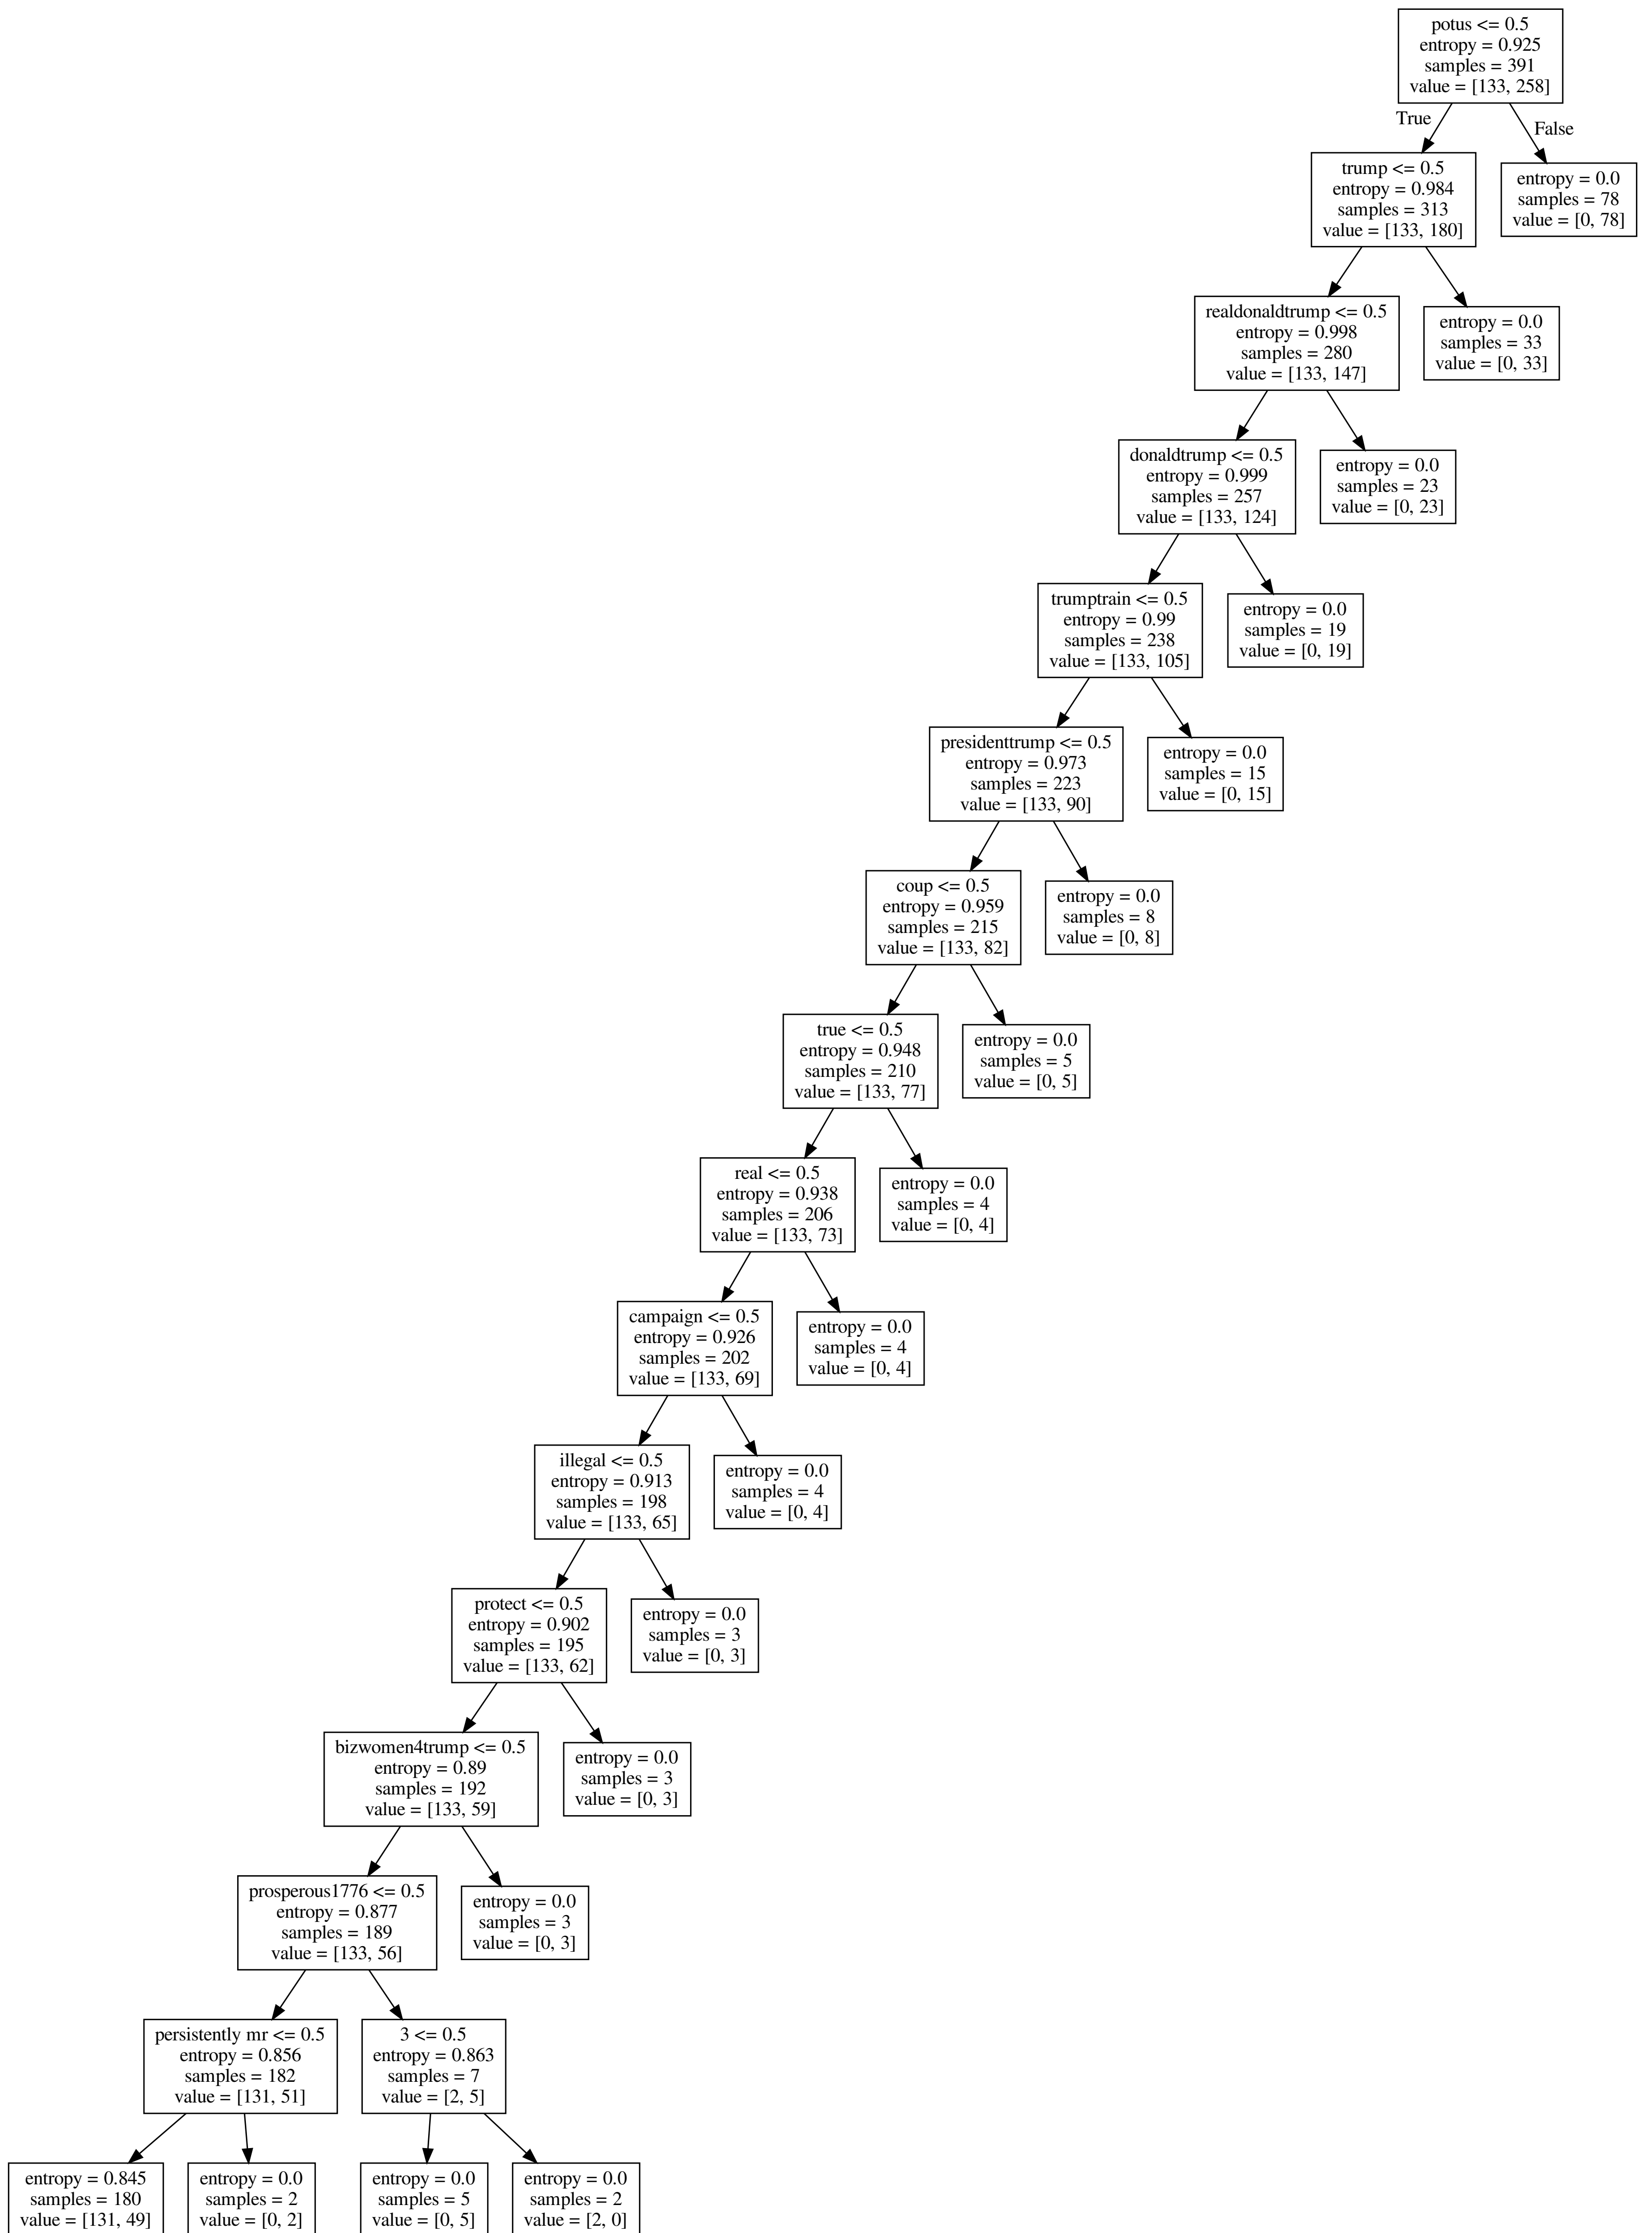 potus <= 0.5
entropy = 0.925
samples = 391
value = [133, 258]
True
False
trump <= 0.5
entropy = 0.984
samples = 313
value = [133, 180]
entropy = 0.0
samples = 78
value = [0, 78]
realdonaldtrump <= 0.5
entropy = 0.998
samples = 280
value = [133, 147]
entropy = 0.0
samples = 33
value = [0, 33]
donaldtrump <= 0.5
entropy = 0.999
samples = 257
value = [133, 124]
entropy = 0.0
samples = 23
value = [0, 23]
trumptrain <= 0.5
entropy = 0.99
samples = 238
value = [133, 105]
entropy = 0.0
samples = 19
value = [0, 19]
presidenttrump <= 0.5
entropy = 0.973
samples = 223
value = [133, 90]
entropy = 0.0
samples = 15
value = [0, 15]
coup <= 0.5
entropy = 0.959
samples = 215
value = [133, 82]
entropy = 0.0
samples = 8
value = [0, 8]
true <= 0.5
entropy = 0.948
samples = 210
value = [133, 77]
entropy = 0.0
samples = 5
value = [0, 5]
real <= 0.5
entropy = 0.938
samples = 206
value = [133, 73]
entropy = 0.0
samples = 4
value = [0, 4]
campaign <= 0.5
entropy = 0.926
samples = 202
value = [133, 69]
entropy = 0.0
samples = 4
value = [0, 4]
illegal <= 0.5
entropy = 0.913
samples = 198
value = [133, 65]
entropy = 0.0
samples = 4
value = [0, 4]
protect <= 0.5
entropy = 0.902
samples = 195
value = [133, 62]
entropy = 0.0
samples = 3
value = [0, 3]
bizwomen4trump <= 0.5
entropy = 0.89
samples = 192
value = [133, 59]
entropy = 0.0
samples = 3
value = [0, 3]
prosperous1776 <= 0.5
entropy = 0.877
samples = 189
value = [133, 56]
entropy = 0.0
samples = 3
value = [0, 3]
persistently mr <= 0.5
entropy = 0.856
samples = 182
value = [131, 51]
3 <= 0.5
entropy = 0.863
samples = 7
value = [2, 5]
entropy = 0.845
samples = 180
value = [131, 49]
entropy = 0.0
samples = 2
value = [0, 2]
entropy = 0.0
samples = 5
value = [0, 5]
entropy = 0.0
samples = 2
value = [2, 0]